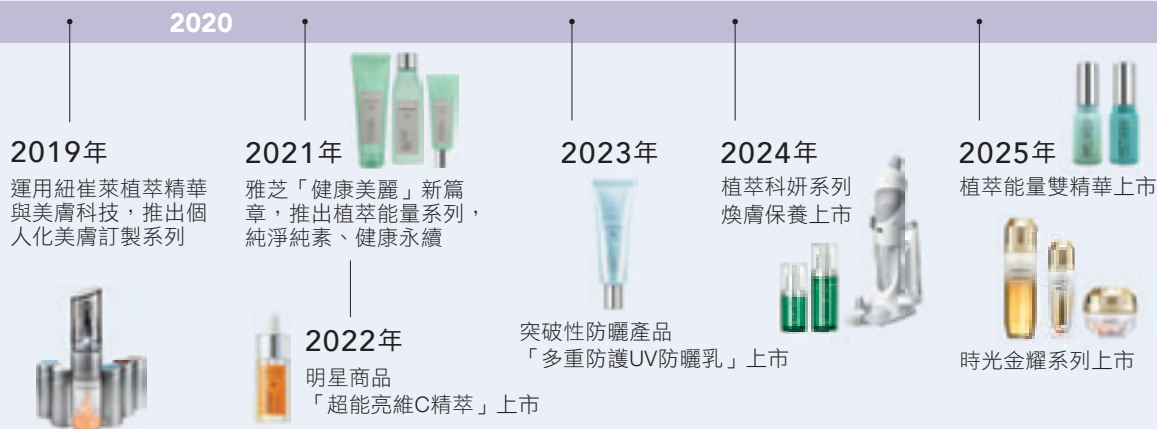 2020
2019年
運用紐崔萊植萃精華
與美膚科技，推出個
人化美膚訂製系列
2021年
雅芝「健康美麗」新篇
章，推出植萃能量系列，
純淨純素、健康永續
2022年
明星商品
「超能亮維C精萃」上市
2023年
突破性防曬產品
「多重防護UV防曬乳」上市
2024年
植萃科妍系列
煥膚保養上市
2025年
植萃能量雙精華上市
時光金耀系列上市